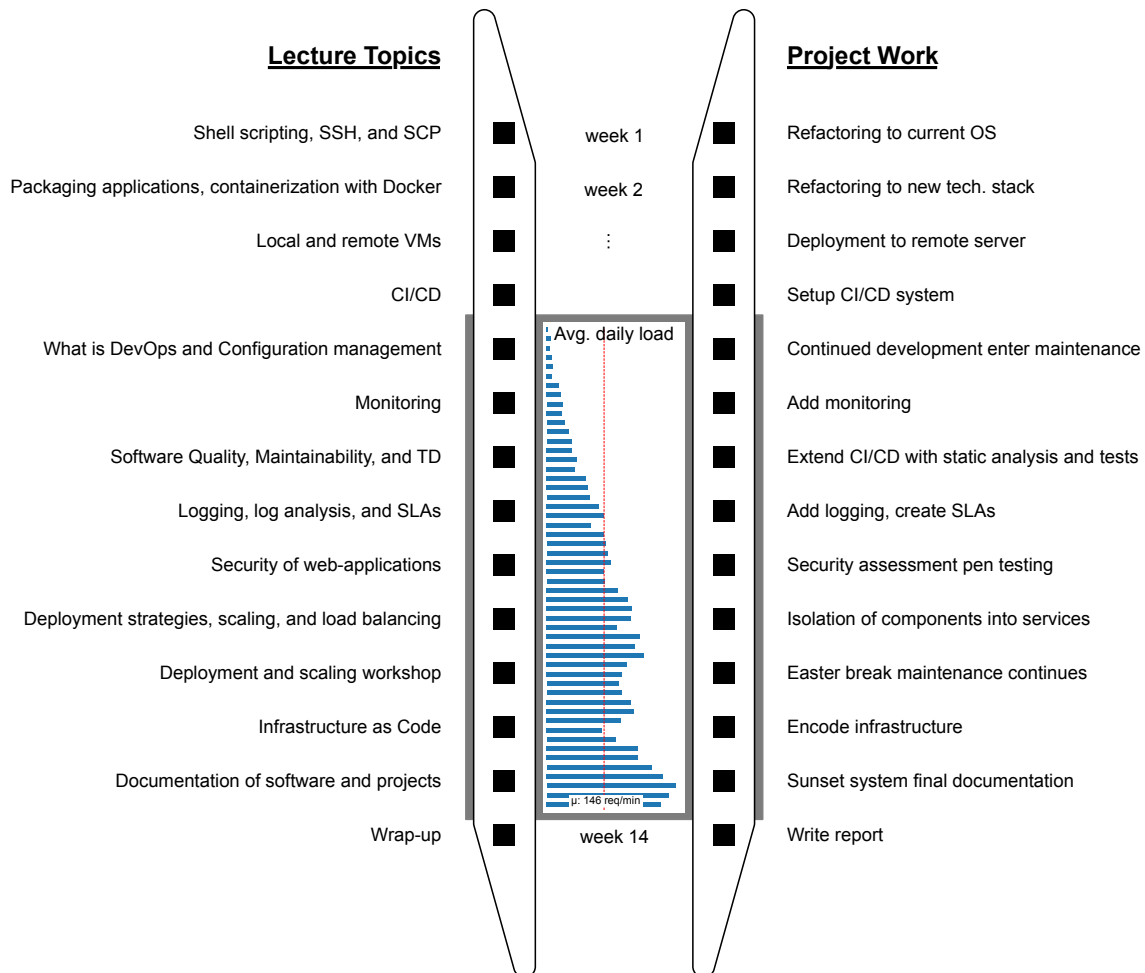 Lecture Topics
Project Work
Shell scripting, SSH, and SCP
week 1
Refactoring to current OS
Packaging applications, containerization with Docker
week 2
Refactoring to new tech. stack
Local and remote VMs
⋮
Deployment to remote server
CI/CD
Setup CI/CD system
Avg. daily load
What is DevOps and Configuration management
Continued development enter maintenance
Monitoring
Add monitoring
Software Quality, Maintainability, and TD
Extend CI/CD with static analysis and tests
Logging, log analysis, and SLAs
Add logging, create SLAs
Security of web-applications
Security assessment pen testing
Deployment strategies, scaling, and load balancing
Isolation of components into services
Deployment and scaling workshop
Easter break maintenance continues
Infrastructure as Code
Encode infrastructure
Documentation of software and projects
Sunset system final documentation
µ: 146 req/min
Wrap-up
week 14
Write report